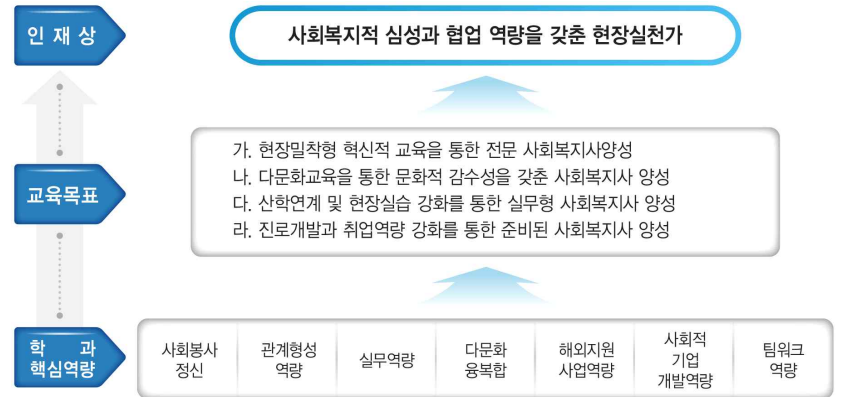 인 재 상
사회복지적 심성과 협업 역량을 갖춘 현장실천가
교육목표
가. 현장밀착형 혁신적 교육을 통한 전문 사회복지사양성
나. 다문화교육을 통한 문화적 감수성을 갖춘 사회복지사 양성
다. 산학연계 및 현장실습 강화를 통한 실무형 사회복지사 양성
라. 진로개발과 취업역량 강화를 통한 준비된 사회복지사 양성
학 과
핵심역량
사회봉사
정신
관계형성
역량
실무역량
다문화
융복합
해외지원
사업역량
사회적
기업
개발역량
팀워크
역량